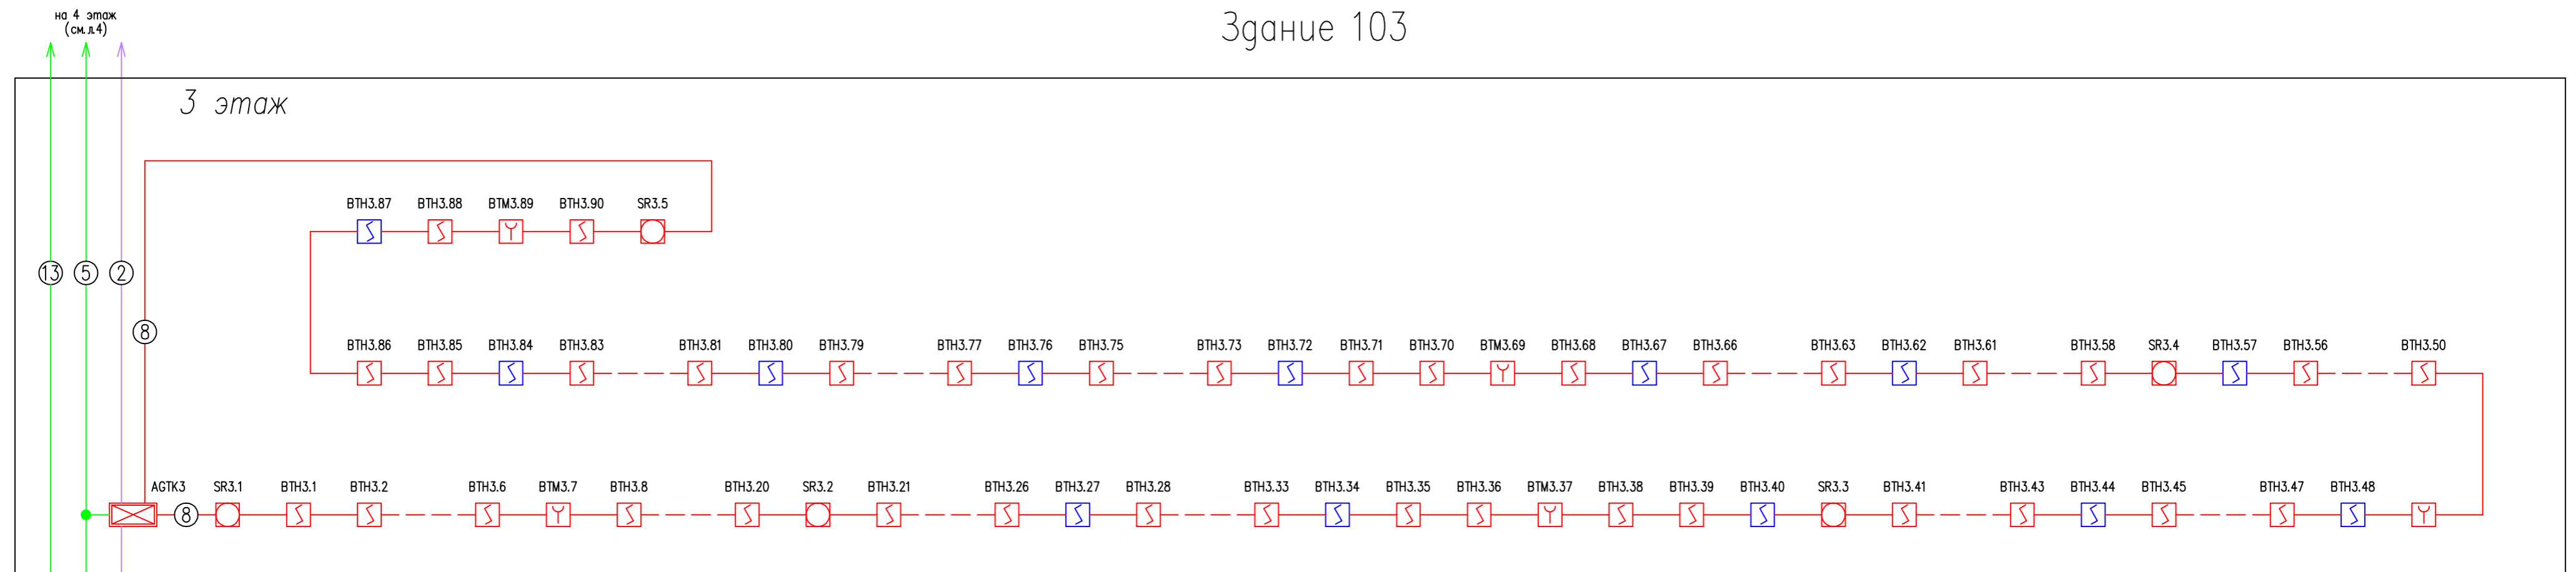 на 4 этаж
(см. л.4)
Здание 103
3 этаж
BTH3.87 BTH3.88 BTM3.89 BTH3.90 SR3.5
13 5 2
8
BTH3.86 BTH3.85 BTH3.84 BTH3.83 BTH3.81 BTH3.80 BTH3.79 BTH3.77 BTH3.76 BTH3.75 BTH3.73 BTH3.72 BTH3.71 BTH3.70 BTM3.69 BTH3.68 BTH3.67 BTH3.66 BTH3.63 BTH3.62 BTH3.61 BTH3.58 SR3.4 BTH3.57 BTH3.56 BTH3.50
AGTK3 SR3.1 BTH3.1 BTH3.2 BTH3.6 BTM3.7 BTH3.8 BTH3.20 SR3.2 BTH3.21 BTH3.26 BTH3.27 BTH3.28 BTH3.33 BTH3.34 BTH3.35 BTH3.36 BTM3.37 BTH3.38 BTH3.39 BTH3.40 SR3.3 BTH3.41 BTH3.43 BTH3.44 BTH3.45 BTH3.47 BTH3.48
8